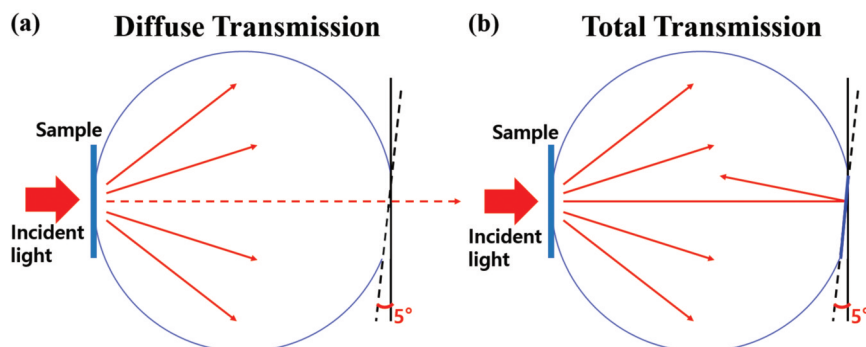 (a) Diffuse Transmission
Sample
Incident
light
5°
(b) Total Transmission
Sample
Incident
light
5°